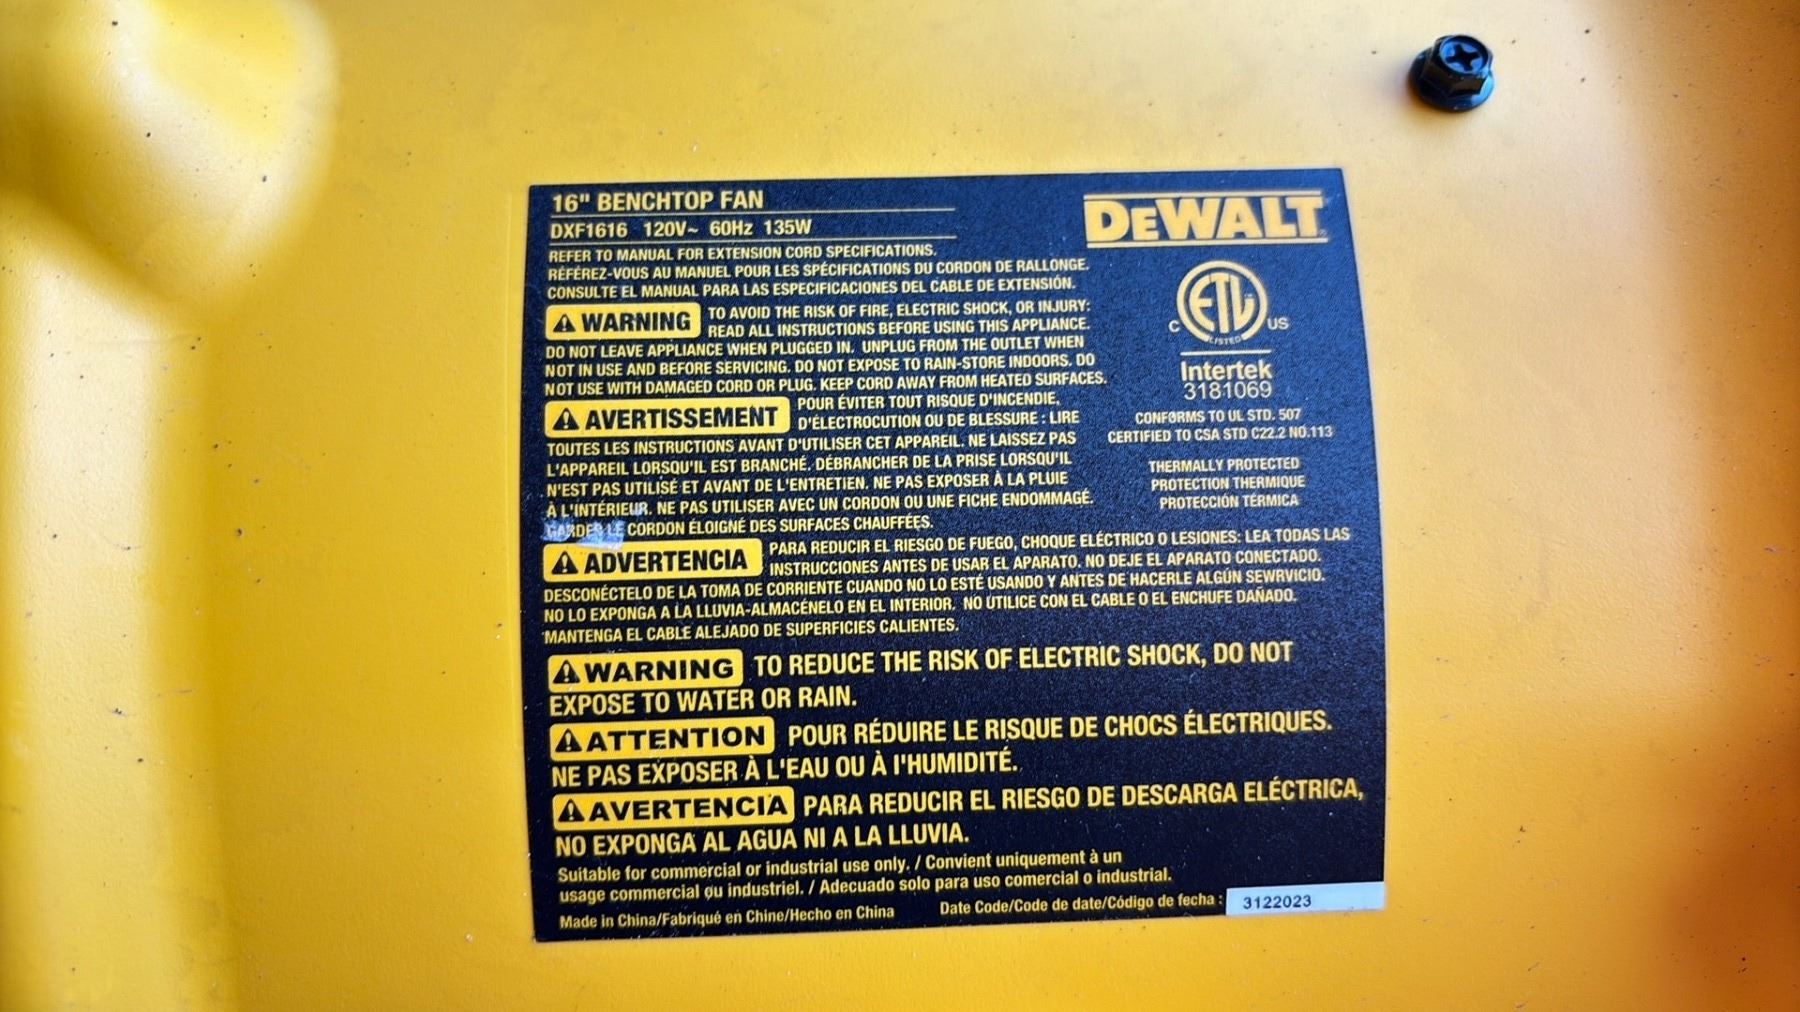 16" BENCHTOP FAN
DXF1616 120V~ 60Hz 135W
REFER TO MANUAL FOR EXTENSION CORD SPECIFICATIONS.
RÉFÉREZ-VOUS AU MANUEL POUR LES SPÉCIFICATIONS DU CORDON DE RALLONGE.
CONSULTE EL MANUAL PARA LAS ESPECIFICACIONES DEL CABLE DE EXTENSIÓN.
⚠ WARNING TO AVOID THE RISK OF FIRE, ELECTRIC SHOCK, OR INJURY:
READ ALL INSTRUCTIONS BEFORE USING THIS APPLIANCE.
DO NOT LEAVE APPLIANCE WHEN PLUGGED IN. UNPLUG FROM THE OUTLET WHEN
NOT IN USE AND BEFORE SERVICING. DO NOT EXPOSE TO RAIN-STORE INDOORS. DO
NOT USE WITH DAMAGED CORD OR PLUG. KEEP CORD AWAY FROM HEATED SURFACES.
⚠ AVERTISSEMENT POUR ÉVITER TOUT RISQUE D'INCENDIE,
D'ÉLECTROCUTION OU DE BLESSURE : LIRE
TOUTES LES INSTRUCTIONS AVANT D'UTILISER CET APPAREIL. NE LAISSEZ PAS
L'APPAREIL LORSQU'IL EST BRANCHÉ. DÉBRANCHER DE LA PRISE LORSQU'IL
N'EST PAS UTILISÉ ET AVANT DE L'ENTRETIEN. NE PAS EXPOSER À LA PLUIE
À L'INTÉRIEUR. NE PAS UTILISER AVEC UN CORDON OU UNE FICHE ENDOMMAGÉ.
GARDER LE CORDON ÉLOIGNÉ DES SURFACES CHAUFFÉES.
⚠ ADVERTENCIA PARA REDUCIR EL RIESGO DE FUEGO, CHOQUE ELÉCTRICO O LESIONES: LEA TODAS LAS
INSTRUCCIONES ANTES DE USAR EL APARATO. NO DEJE EL APARATO CONECTADO.
DESCONÉCTELO DE LA TOMA DE CORRIENTE CUANDO NO LO ESTÉ USANDO Y ANTES DE HACERLE ALGÚN SEWRVICIO.
NO LO EXPONGA A LA LLUVIA-ALMACÉNELO EN EL INTERIOR. NO UTILICE CON EL CABLE O EL ENCHUFE DAÑADO.
MANTENGA EL CABLE ALEJADO DE SUPERFICIES CALIENTES.
⚠ WARNING TO REDUCE THE RISK OF ELECTRIC SHOCK, DO NOT
EXPOSE TO WATER OR RAIN.
⚠ ATTENTION POUR RÉDUIRE LE RISQUE DE CHOCS ÉLECTRIQUES.
NE PAS EXPOSER À L'EAU OU À l'HUMIDITÉ.
⚠ AVERTENCIA PARA REDUCIR EL RIESGO DE DESCARGA ELÉCTRICA,
NO EXPONGA AL AGUA NI A LA LLUVIA.
Suitable for commercial or industrial use only. / Convient uniquement à un
usage commercial ou industriel. / Adecuado solo para uso comercial o industrial.
Made in China/Fabriqué en Chine/Hecho en China
Date Code/Code de date/Código de fecha : 3122023
DEWALT
ETL
LISTED
C US
Intertek
3181069
CONFORMS TO UL STD. 507
CERTIFIED TO CSA STD C22.2 NO.113
THERMALLY PROTECTED
PROTECTION THERMIQUE
PROTECCIÓN TÉRMICA